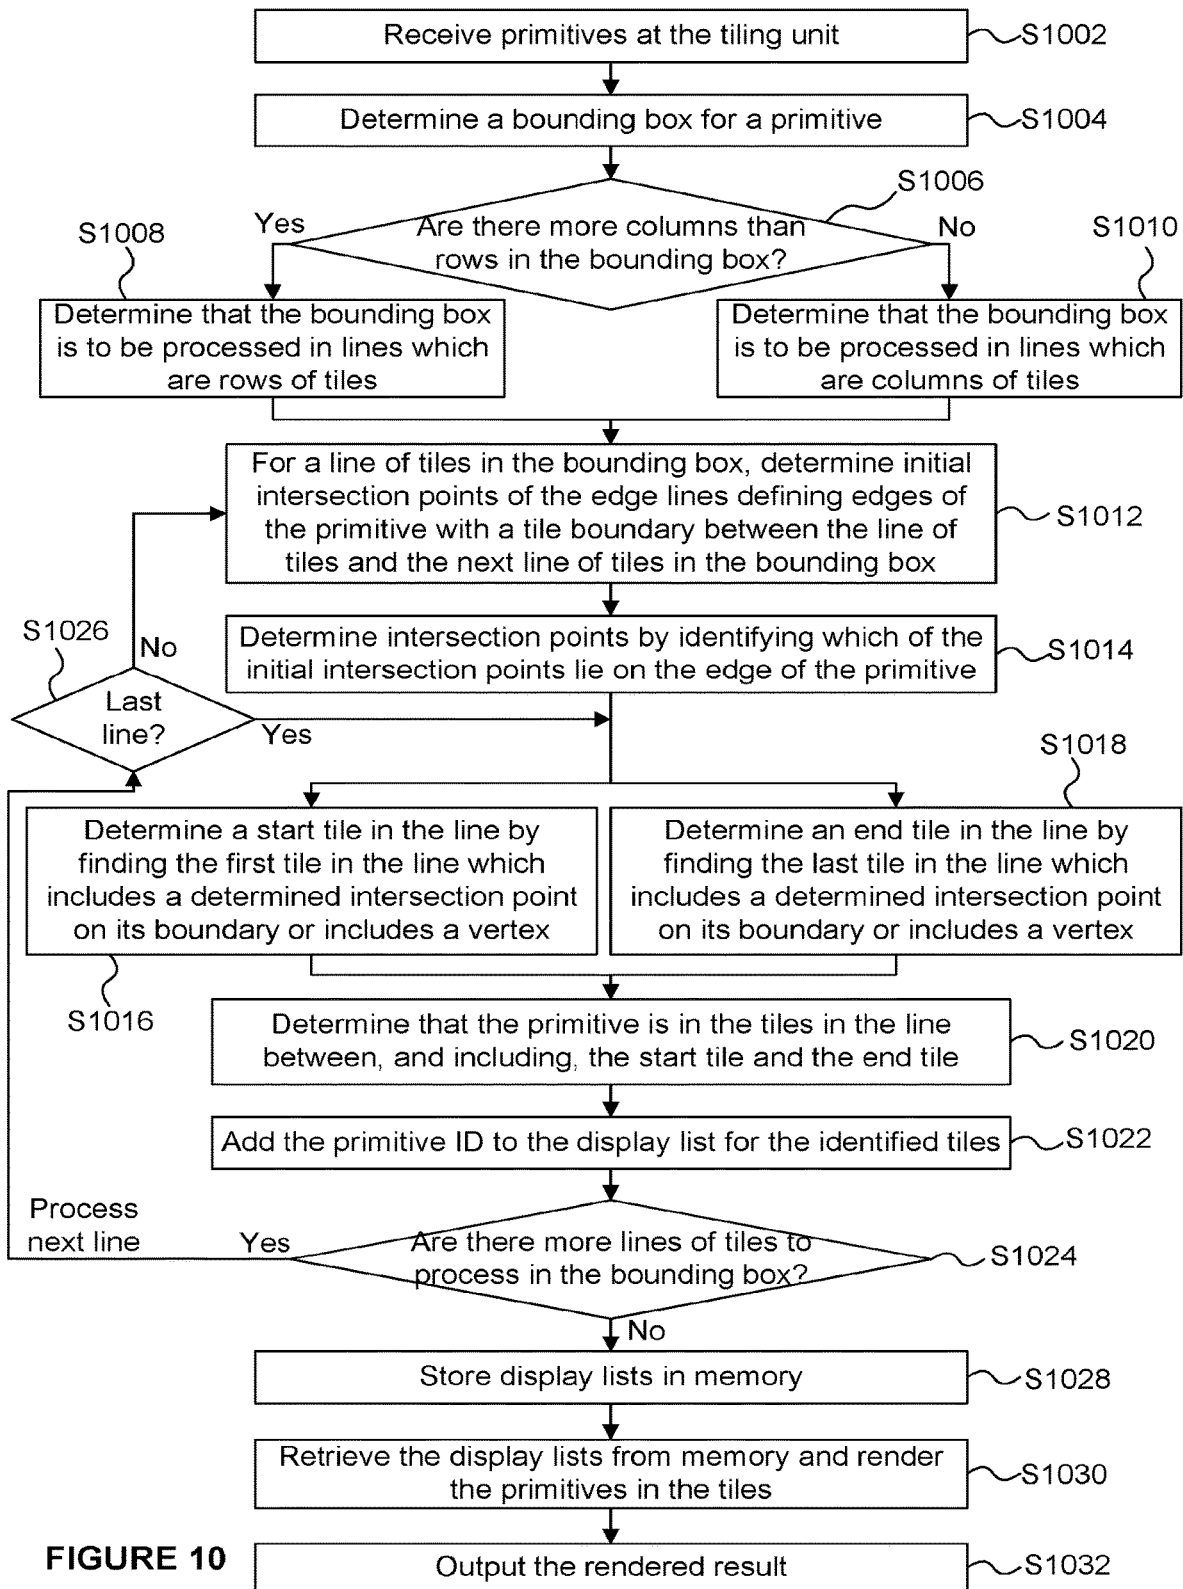 Receive primitives at the tiling unit
S1002
Determine a bounding box for a primitive
S1004
S1006
Are there more columns than
rows in the bounding box?
Yes
No
S1008
S1010
Determine that the bounding box
is to be processed in lines which
are rows of tiles
Determine that the bounding box
is to be processed in lines which
are columns of tiles
For a line of tiles in the bounding box, determine initial
intersection points of the edge lines defining edges of
the primitive with a tile boundary between the line of
tiles and the next line of tiles in the bounding box
S1012
Determine intersection points by identifying which of the
initial intersection points lie on the edge of the primitive
S1014
S1026
No
Last
line?
Yes
S1018
Determine a start tile in the line by
finding the first tile in the line which
includes a determined intersection point
on its boundary or includes a vertex
S1016
Determine an end tile in the line by
finding the last tile in the line which
includes a determined intersection point
on its boundary or includes a vertex
Determine that the primitive is in the tiles in the line
between, and including, the start tile and the end tile
S1020
Add the primitive ID to the display list for the identified tiles
S1022
Process
next line
Yes
Are there more lines of tiles to
process in the bounding box?
S1024
No
Store display lists in memory
S1028
Retrieve the display lists from memory and render
the primitives in the tiles
S1030
FIGURE 10
Output the rendered result
S1032